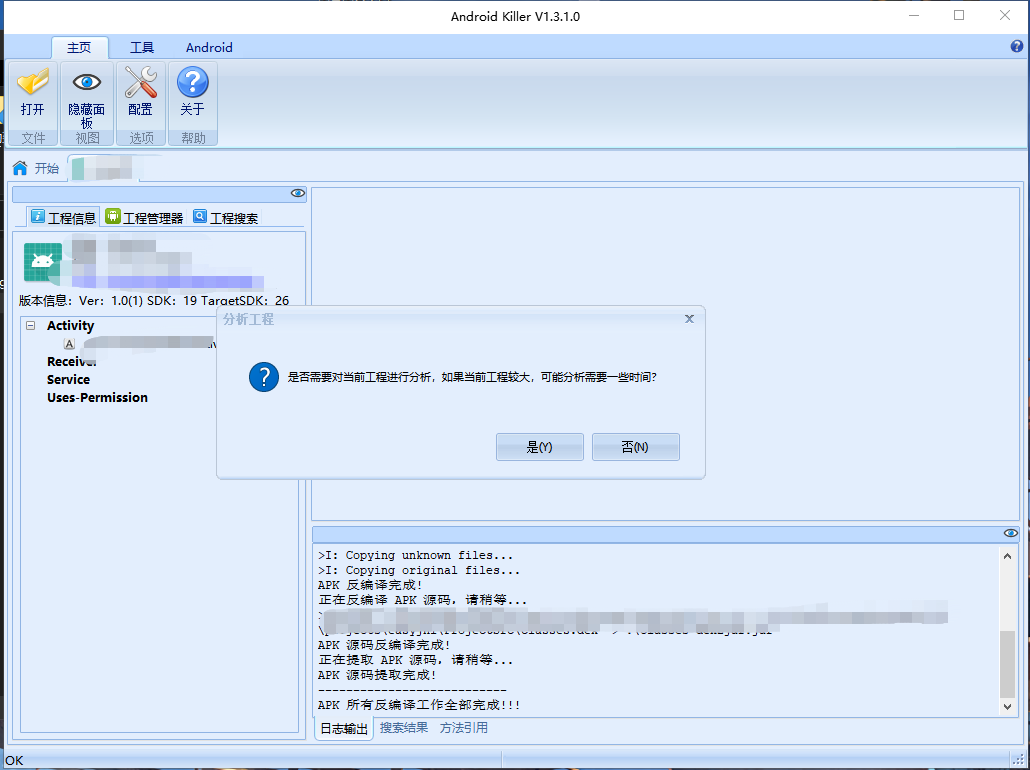 Android Killer V1.3.1.0
主页 工具 Android
打开 隐藏面板 配置 关于
文件 视图 选项 帮助
开始
工程信息 工程管理器 工程搜索
版本信息: Ver: 1.0(1) SDK: 19 TargetSDK: 26
Activity
Receiver
Service
Uses-Permission
分析工程
是否需要对当前工程进行分析，如果当前工程较大，可能分析需要一些时间?
是(Y) 否(N)
>I: Copying unknown files...
>I: Copying original files...
APK 反编译完成!
正在反编译 APK 源码，请稍等...
APK 源码反编译完成!
正在提取 APK 源码，请稍等...
APK 源码提取完成!
---------------------------
APK 所有反编译工作全部完成!!!
日志输出 搜索结果 方法引用
OK